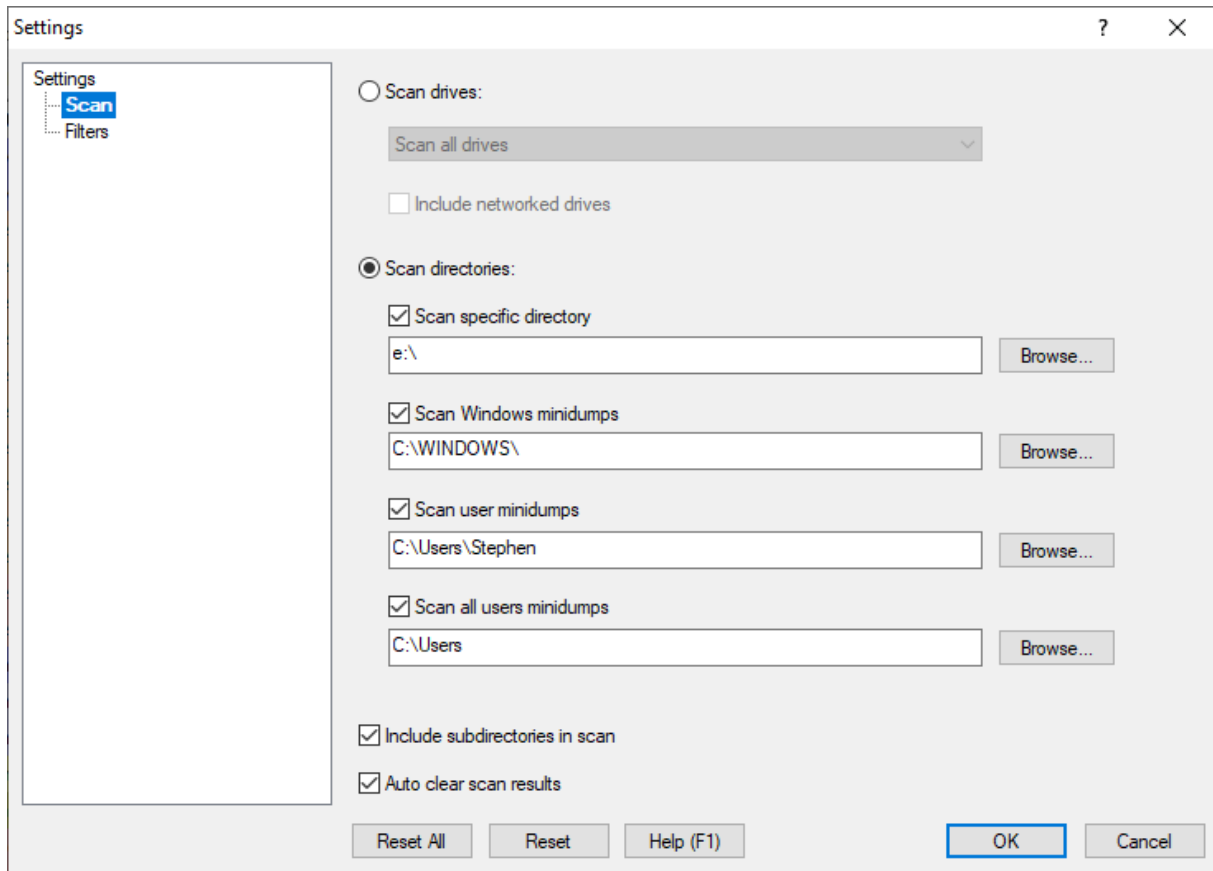 Settings
?
Settings
Scan
Filters
Scan drives:
Scan all drives
Include networked drives
Scan directories:
Scan specific directory
e:\
Browse...
Scan Windows minidumps
C:\WINDOWS\
Browse...
Scan user minidumps
C:\Users\Stephen
Browse...
Scan all users minidumps
C:\Users
Browse...
Include subdirectories in scan
Auto clear scan results
Reset All
Reset
Help (F1)
OK
Cancel